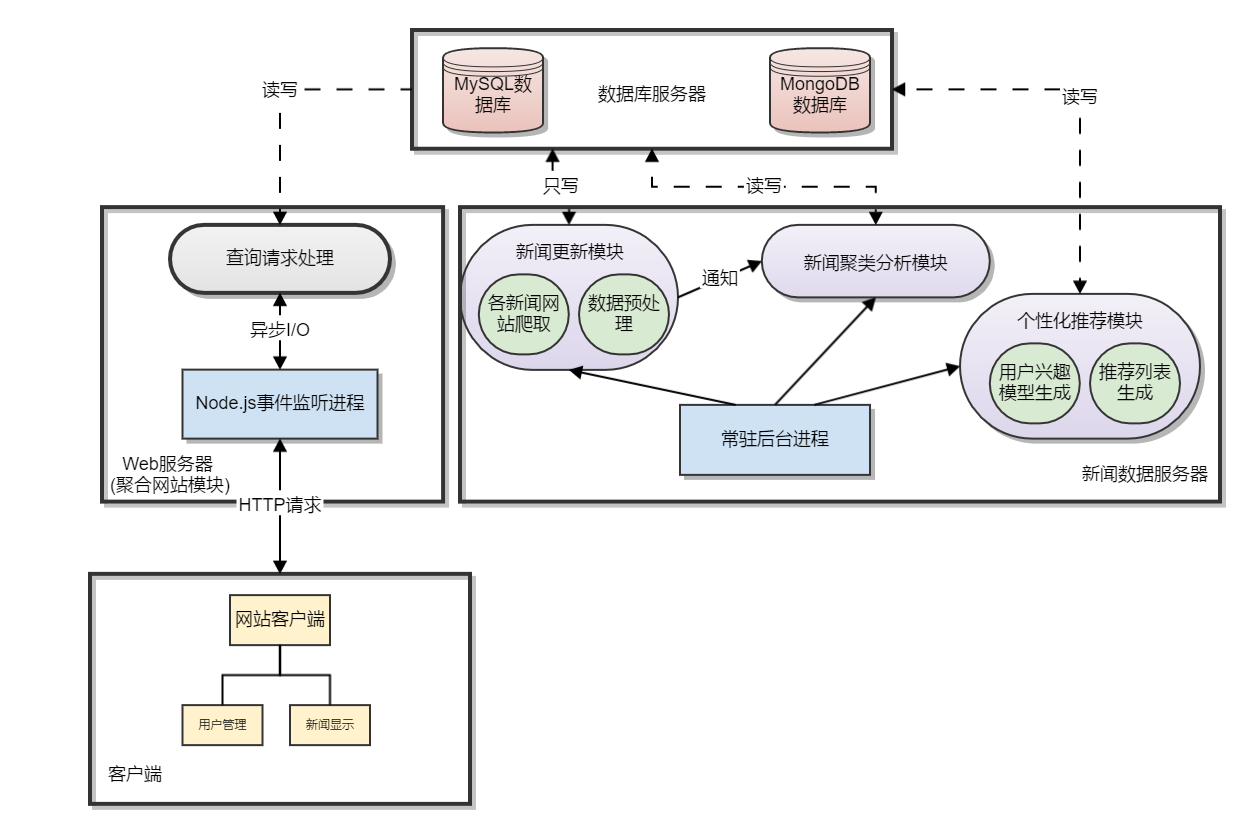 MySQL数
据库
数据库服务器
MongoDB
数据库
读写
读写
只写
读写
查询请求处理
异步I/O
Node.js事件监听进程
Web服务器
(聚合网站模块)
HTTP请求
新闻更新模块
各新闻网
站爬取
数据预处
理
通知
新闻聚类分析模块
个性化推荐模块
用户兴趣
模型生成
推荐列表
生成
常驻后台进程
新闻数据服务器
网站客户端
用户管理
新闻显示
客户端